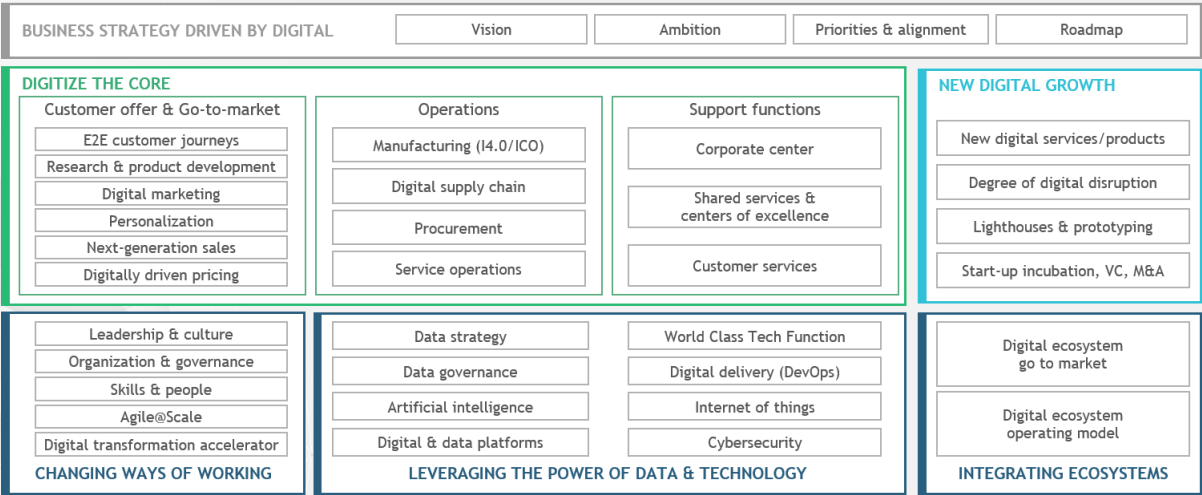 BUSINESS STRATEGY DRIVEN BY DIGITAL
Vision
Ambition
Priorities & alignment
Roadmap
DIGITIZE THE CORE
Customer offer & Go-to-market
E2E customer journeys
Research & product development
Digital marketing
Personalization
Next-generation sales
Digitally driven pricing
Operations
Manufacturing (I4.0/ICO)
Digital supply chain
Procurement
Service operations
Support functions
Corporate center
Shared services &
centers of excellence
Customer services
NEW DIGITAL GROWTH
New digital services/products
Degree of digital disruption
Lighthouses & prototyping
Start-up incubation, VC, M&A
Leadership & culture
Organization & governance
Skills & people
Agile@Scale
Digital transformation accelerator
CHANGING WAYS OF WORKING
Data strategy
Data governance
Artificial intelligence
Digital & data platforms
World Class Tech Function
Digital delivery (DevOps)
Internet of things
Cybersecurity
LEVERAGING THE POWER OF DATA & TECHNOLOGY
Digital ecosystem
go to market
Digital ecosystem
operating model
INTEGRATING ECOSYSTEMS